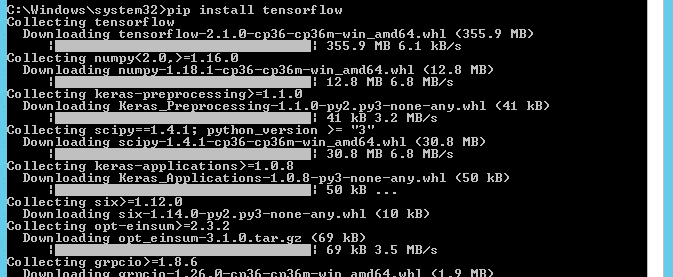 C:\Windows\system32>pip install tensorflow
Collecting tensorflow
Downloading tensorflow-2.1.0-cp36-cp36m-win_amd64.whl (355.9 MB)
355.9 MB 6.1 kB/s
Collecting numpy<2.0,>=1.16.0
Downloading numpy-1.18.1-cp36-cp36m-win_amd64.whl (12.8 MB)
12.8 MB 6.8 MB/s
Collecting keras-preprocessing>=1.1.0
Downloading Keras_Preprocessing-1.1.0-py2.py3-none-any.whl (41 kB)
41 kB 3.2 MB/s
Collecting scipy==1.4.1; python_version >= "3"
Downloading scipy-1.4.1-cp36-cp36m-win_amd64.whl (30.8 MB)
30.8 MB 6.8 MB/s
Collecting keras-applications>=1.0.8
Downloading Keras_Applications-1.0.8-py3-none-any.whl (50 kB)
50 kB ...
Collecting six>=1.12.0
Downloading six-1.14.0-py2.py3-none-any.whl (10 kB)
Collecting opt-einsum>=2.3.2
Downloading opt_einsum-3.1.0.tar.gz (69 kB)
69 kB 3.5 MB/s
Collecting grpcio>=1.8.6
Downloading grpcio-1.26.0-cp36-cp36m-win_amd64.whl (1.9 MB)